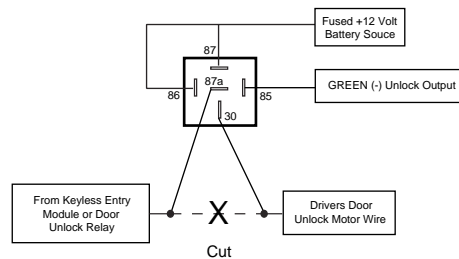 Fused +12 Volt
Battery Souce
87
87a
86
85
30
GREEN (-) Unlock Output
From Keyless Entry
Module or Door
Unlock Relay
X
Drivers Door
Unlock Motor Wire
Cut